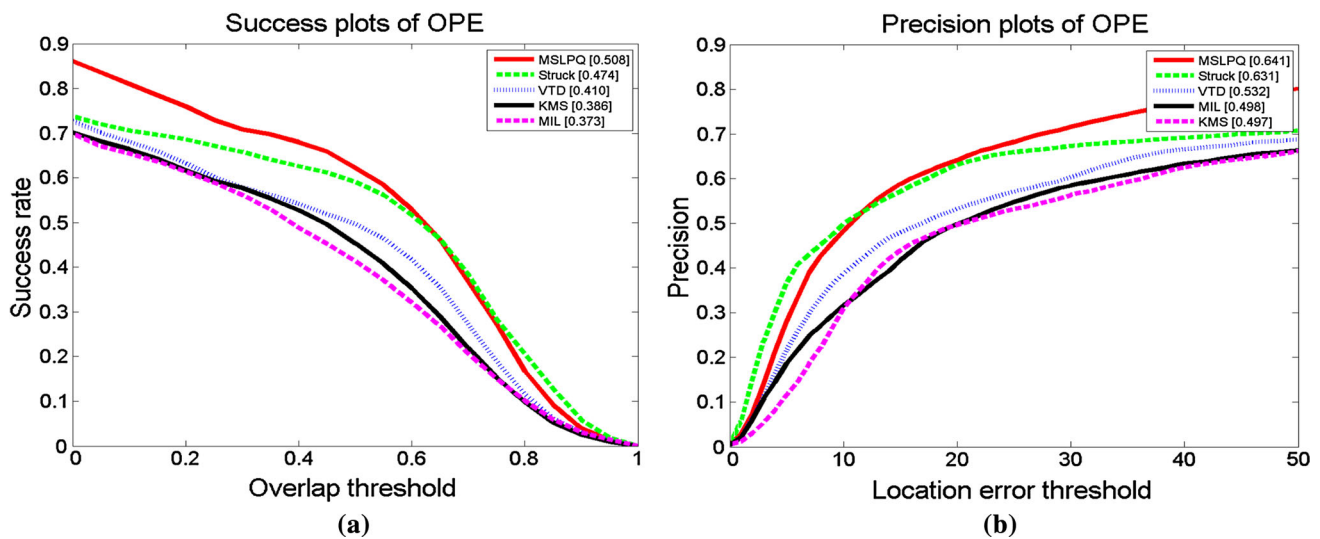 Success plots of OPE
0.9
0.8
0.7
0.6
0.5
0.4
0.3
0.2
0.1
0
Success rate
MSLPQ [0.508]
Struck [0.474]
VTD [0.410]
KMS [0.386]
MIL [0.373]
0 0.2 0.4 0.6 0.8 1
Overlap threshold
(a)
Precision plots of OPE
0.9
0.8
0.7
0.6
0.5
0.4
0.3
0.2
0.1
0
Precision
MSLPQ [0.641]
Struck [0.631]
VTD [0.532]
MIL [0.498]
KMS [0.497]
0 10 20 30 40 50
Location error threshold
(b)